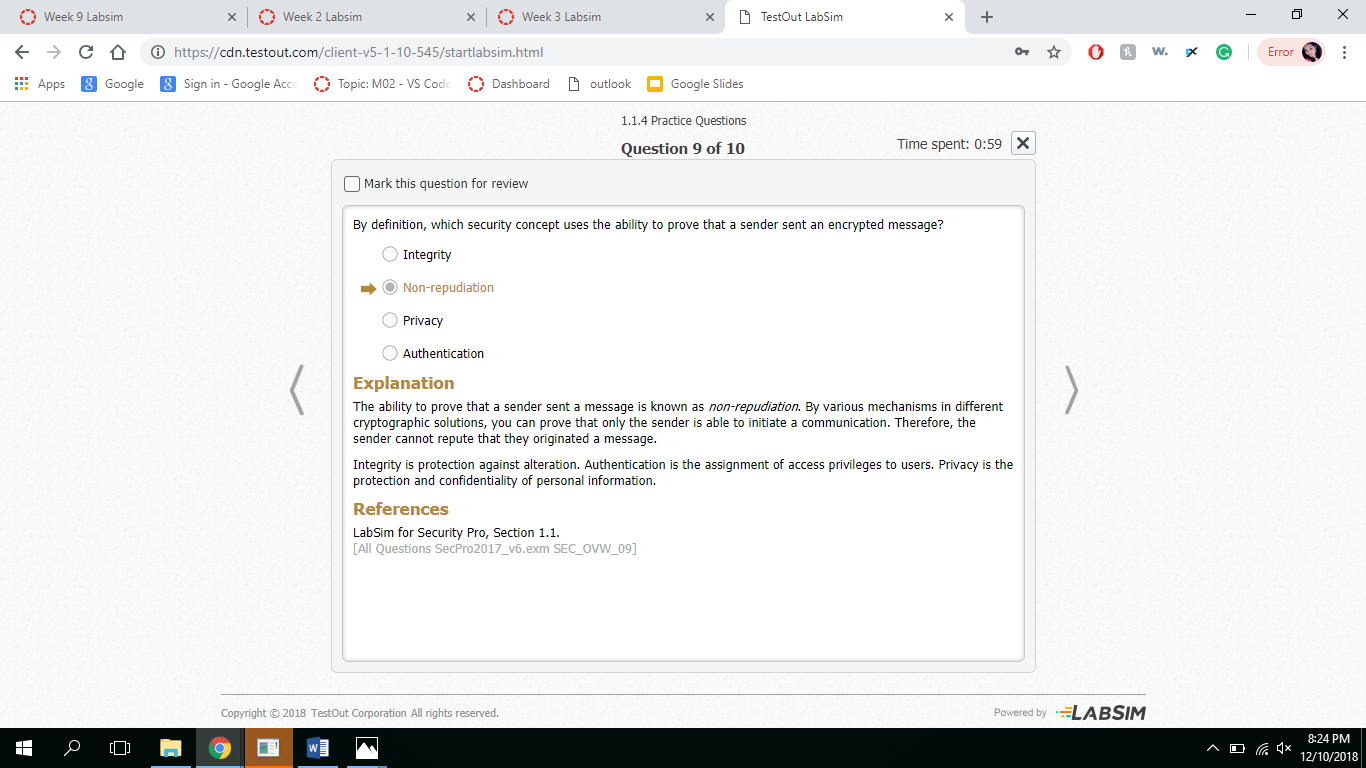 Week 9 Labsim
Week 2 Labsim
Week 3 Labsim
TestOut LabSim
https://cdn.testout.com/client-v5-1-10-545/startlabsim.html
Error
Apps
Google
Sign in - Google Acco
Topic: M02 - VS Code
Dashboard
outlook
Google Slides
1.1.4 Practice Questions
Question 9 of 10
Time spent: 0:59
Mark this question for review
By definition, which security concept uses the ability to prove that a sender sent an encrypted message?
Integrity
Non-repudiation
Privacy
Authentication
Explanation
The ability to prove that a sender sent a message is known as non-repudiation. By various mechanisms in different
cryptographic solutions, you can prove that only the sender is able to initiate a communication. Therefore, the
sender cannot repute that they originated a message.
Integrity is protection against alteration. Authentication is the assignment of access privileges to users. Privacy is the
protection and confidentiality of personal information.
References
LabSim for Security Pro, Section 1.1.
[All Questions SecPro2017_v6.exm SEC_OVW_09]
Copyright © 2018 TestOut Corporation All rights reserved.
Powered by LABSIM
8:24 PM
12/10/2018